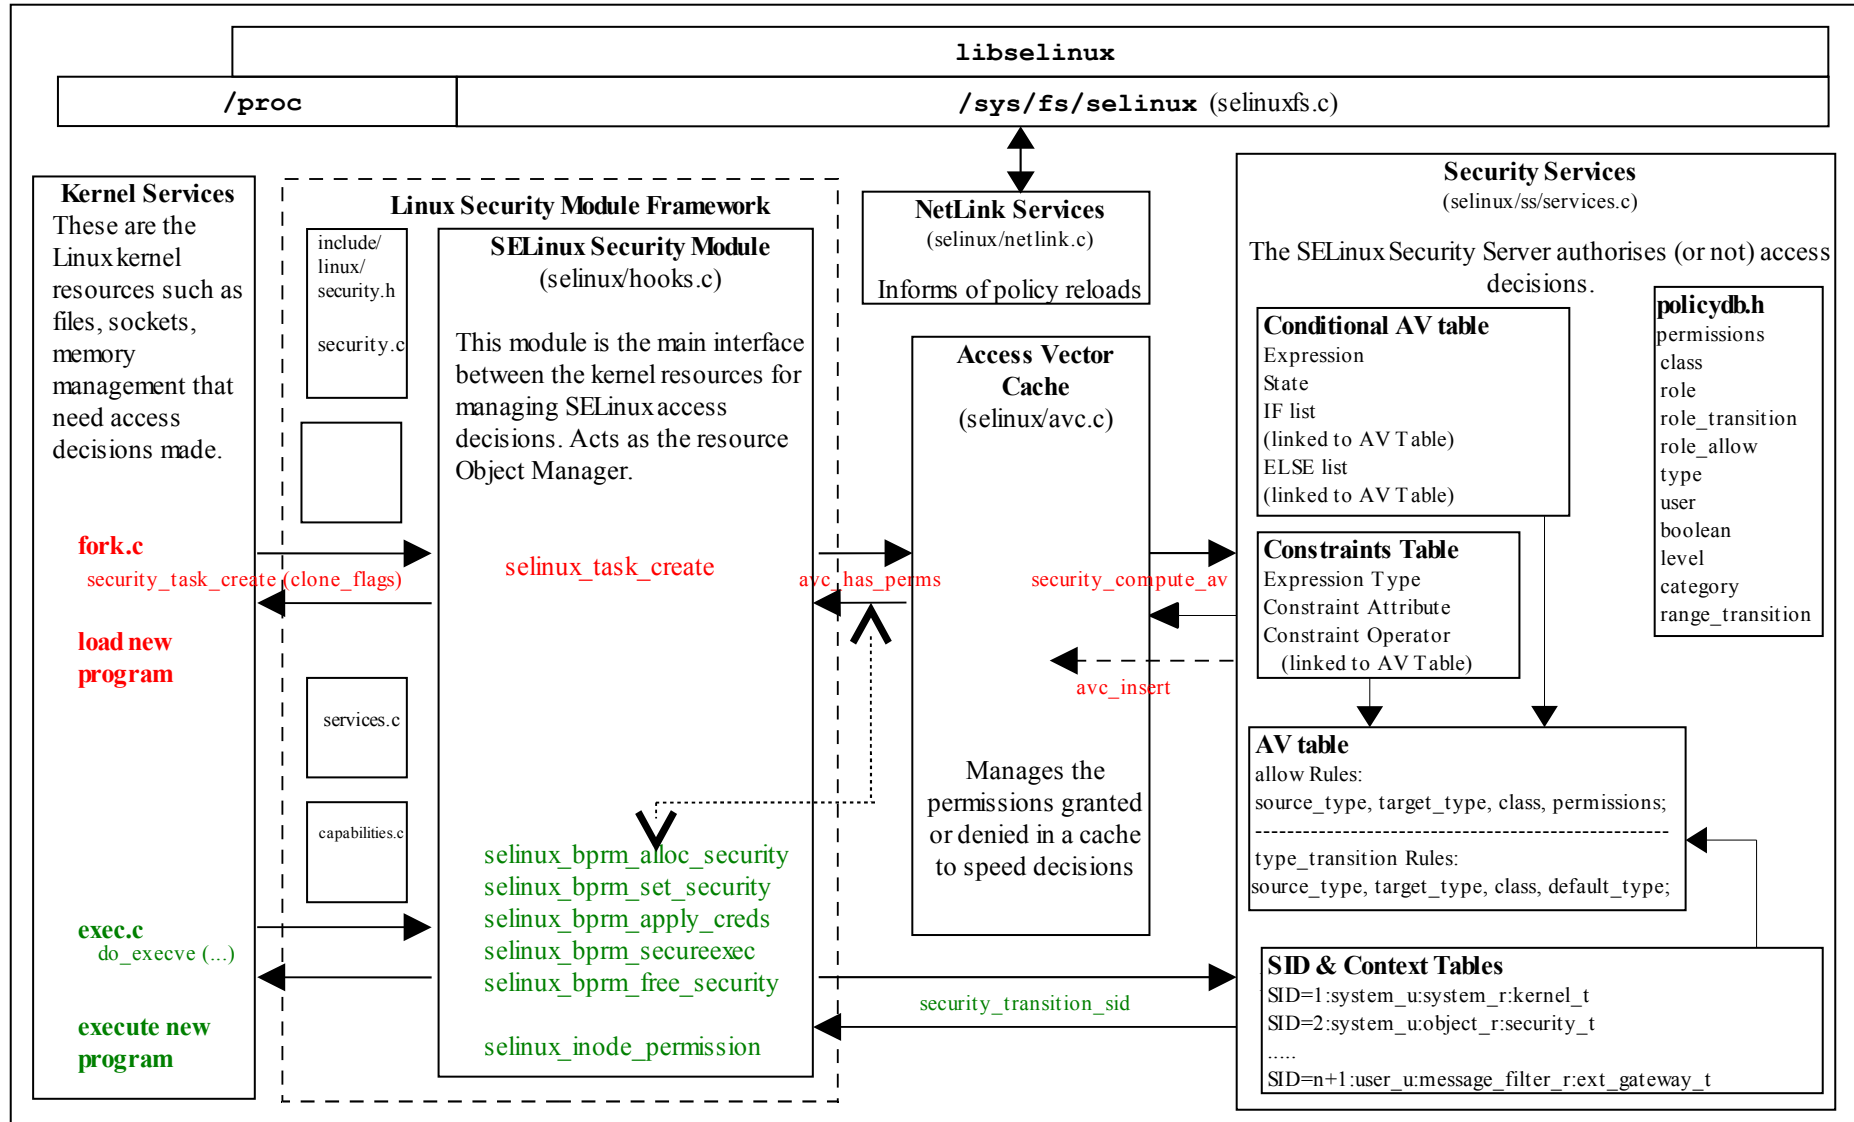 libselinux
/proc
/sys/fs/selinux (selinuxfs.c)
Kernel Services
These are the
Linux kernel
resources such as
files, sockets,
memory
management that
need access
decisions made.
fork.c
security_task_create (clone_flags)
load new
program
exec.c
do_execve (...)
execute new
program
Linux Security Module Framework
include/
linux/
security.h
security.c
services.c
capabilities.c
SELinux Security Module
(selinux/hooks.c)
This module is the main interface
between the kernel resources for
managing SELinux access
decisions. Acts as the resource
Object Manager.
selinux_task_create
selinux_bprm_alloc_security
selinux_bprm_set_security
selinux_bprm_apply_creds
selinux_bprm_secureexec
selinux_bprm_free_security
selinux_inode_permission
avc_has_perms
NetLink Services
(selinux/netlink.c)
Informs of policy reloads
Access Vector
Cache
(selinux/avc.c)
Manages the
permissions granted
or denied in a cache
to speed decisions
security_compute_av
avc_insert
security_transition_sid
Security Services
(selinux/ss/services.c)
The SELinux Security Server authorises (or not) access
decisions.
Conditional AV table
Expression
State
IF list
(linked to AV Table)
ELSE list
(linked to AV Table)
Constraints Table
Expression Type
Constraint Attribute
Constraint Operator
(linked to AV Table)
policydb.h
permissions
class
role
role_transition
role_allow
type
user
boolean
level
category
range_transition
AV table
allow Rules:
source_type, target_type, class, permissions;
----------------------------------------------------
type_transition Rules:
source_type, target_type, class, default_type;
SID & Context Tables
SID=1:system_u:system_r:kernel_t
SID=2:system_u:object_r:security_t
.....
SID=n+1:user_u:message_filter_r:ext_gateway_t